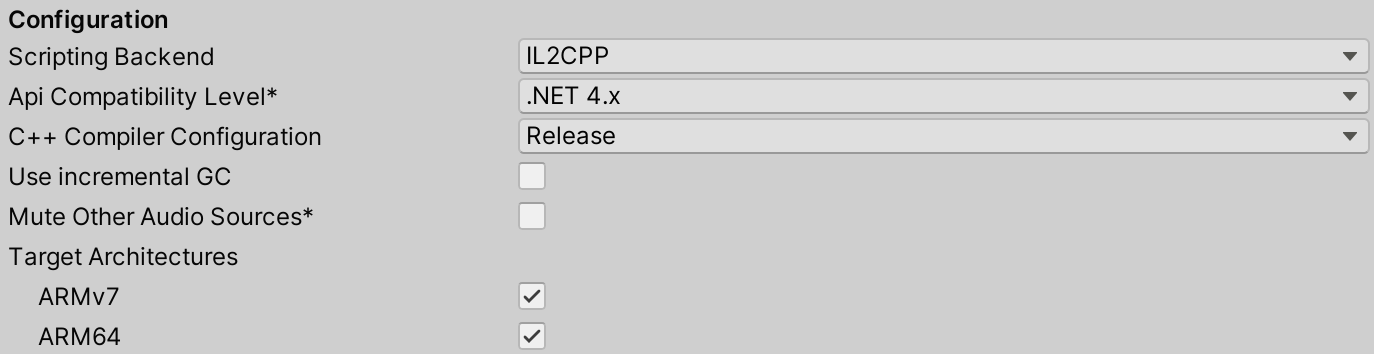 Configuration
Scripting Backend IL2CPP
Api Compatibility Level* .NET 4.x
C++ Compiler Configuration Release
Use incremental GC
Mute Other Audio Sources*
Target Architectures
ARMv7
ARM64